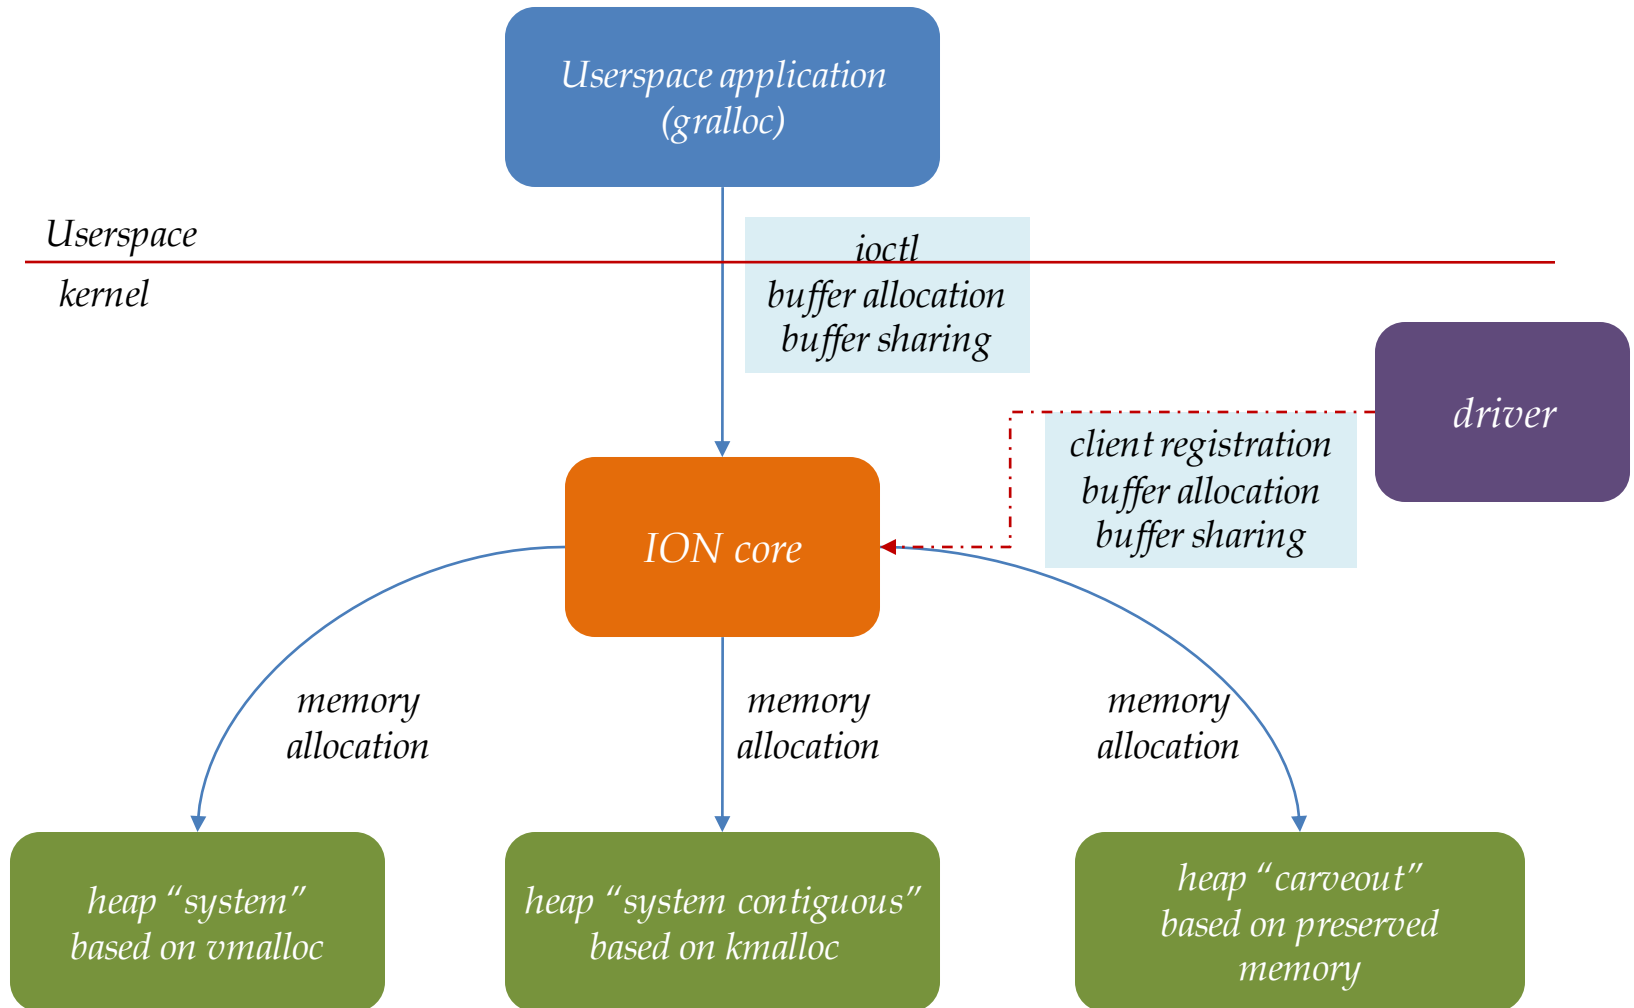 Userspace application
(gralloc)
Userspace
kernel
ioctl
buffer allocation
buffer sharing
driver
client registration
buffer allocation
buffer sharing
ION core
memory
allocation
memory
allocation
memory
allocation
heap “system”
based on vmalloc
heap “system contiguous”
based on kmalloc
heap “carveout”
based on preserved
memory